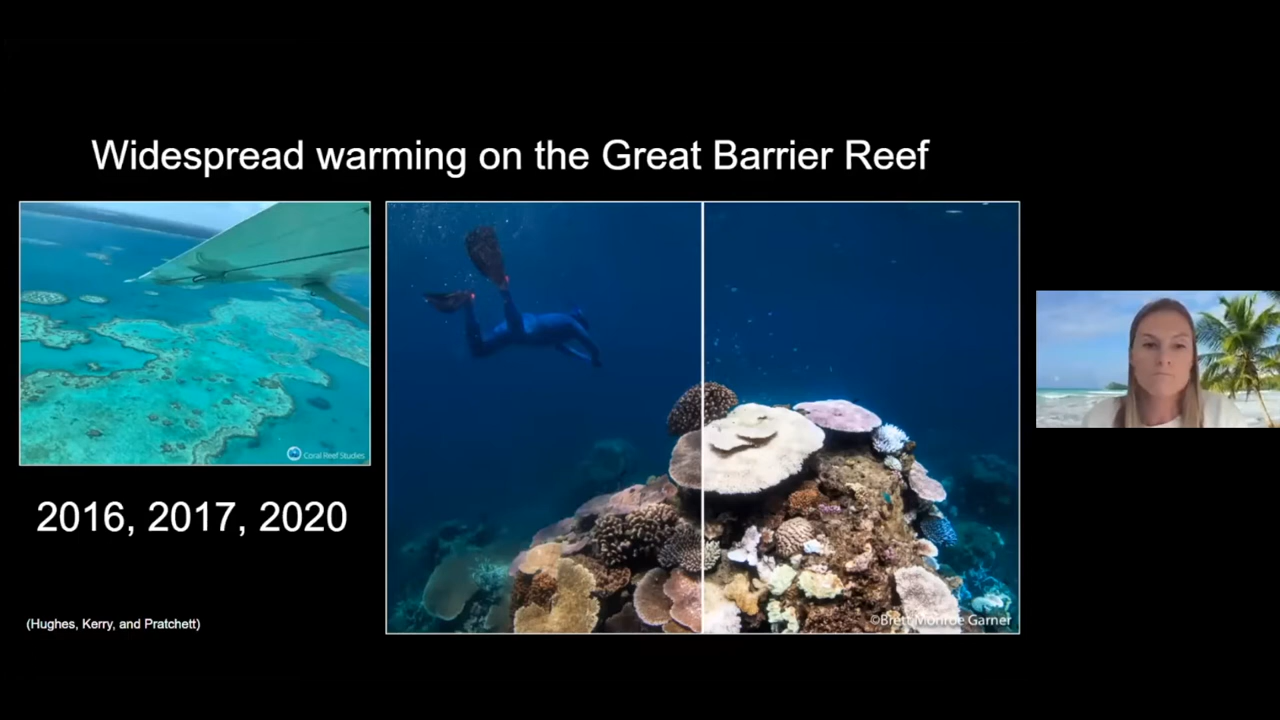 Widespread warming on the Great Barrier Reef
Coral Reef Studies
2016, 2017, 2020
(Hughes, Kerry, and Pratchett)
©Brett Monroe Garner